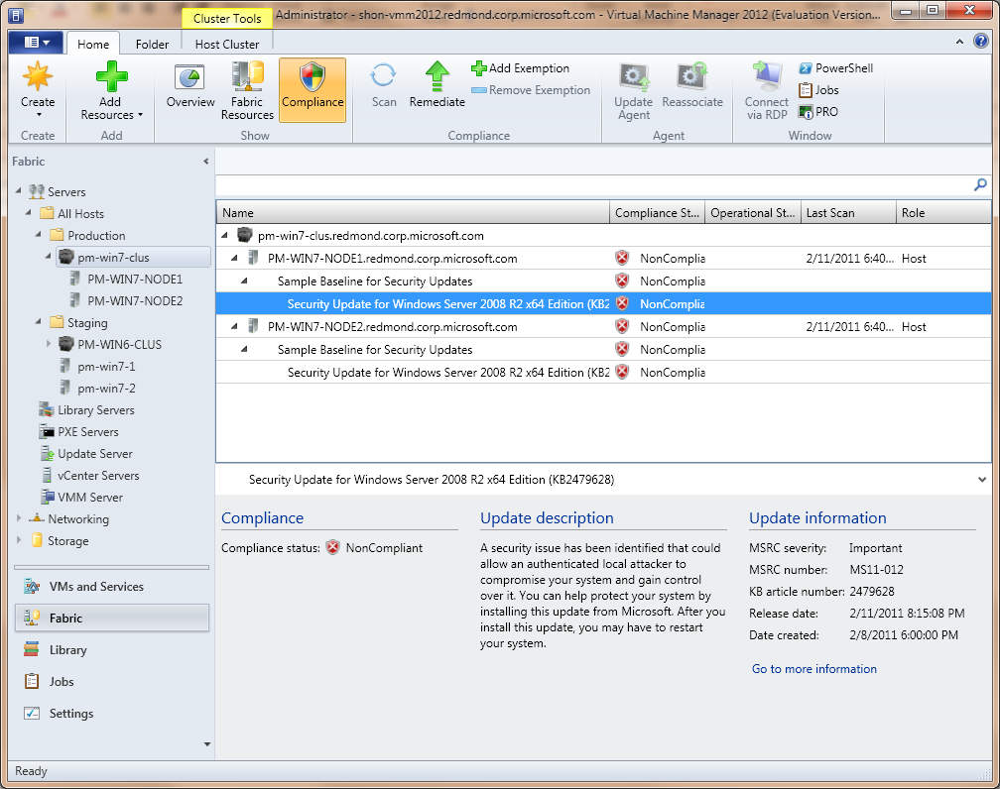 Cluster Tools
Administrator - shon-vmm2012.redmond.corp.microsoft.com - Virtual Machine Manager 2012 (Evaluation Version...
Home Folder Host Cluster
Create
Add Resources
Overview
Fabric Resources
Compliance
Scan
Remediate
Add Exemption
Remove Exemption
Update Agent
Reassociate
Connect via RDP
PowerShell
Jobs
PRO
Create Add Show Compliance Agent Window
Fabric
Servers
All Hosts
Production
pm-win7-clus
PM-WIN7-NODE1
PM-WIN7-NODE2
Staging
PM-WIN6-CLUS
pm-win7-1
pm-win7-2
Library Servers
PXE Servers
Update Server
vCenter Servers
VMM Server
Networking
Storage
VMs and Services
Fabric
Library
Jobs
Settings
Name Compliance St... Operational St... Last Scan Role
pm-win7-clus.redmond.corp.microsoft.com
PM-WIN7-NODE1.redmond.corp.microsoft.com NonComplia 2/11/2011 6:40... Host
Sample Baseline for Security Updates NonComplia
Security Update for Windows Server 2008 R2 x64 Edition (KB2 NonComplia
PM-WIN7-NODE2.redmond.corp.microsoft.com NonComplia 2/11/2011 6:40... Host
Sample Baseline for Security Updates NonComplia
Security Update for Windows Server 2008 R2 x64 Edition (KB2 NonComplia
Security Update for Windows Server 2008 R2 x64 Edition (KB2479628)
Compliance
Compliance status: NonCompliant
Update description
A security issue has been identified that could
allow an authenticated local attacker to
compromise your system and gain control
over it. You can help protect your system by
installing this update from Microsoft. After you
install this update, you may have to restart
your system.
Update information
MSRC severity: Important
MSRC number: MS11-012
KB article number: 2479628
Release date: 2/11/2011 8:15:08 PM
Date created: 2/8/2011 6:00:00 PM
Go to more information
Ready